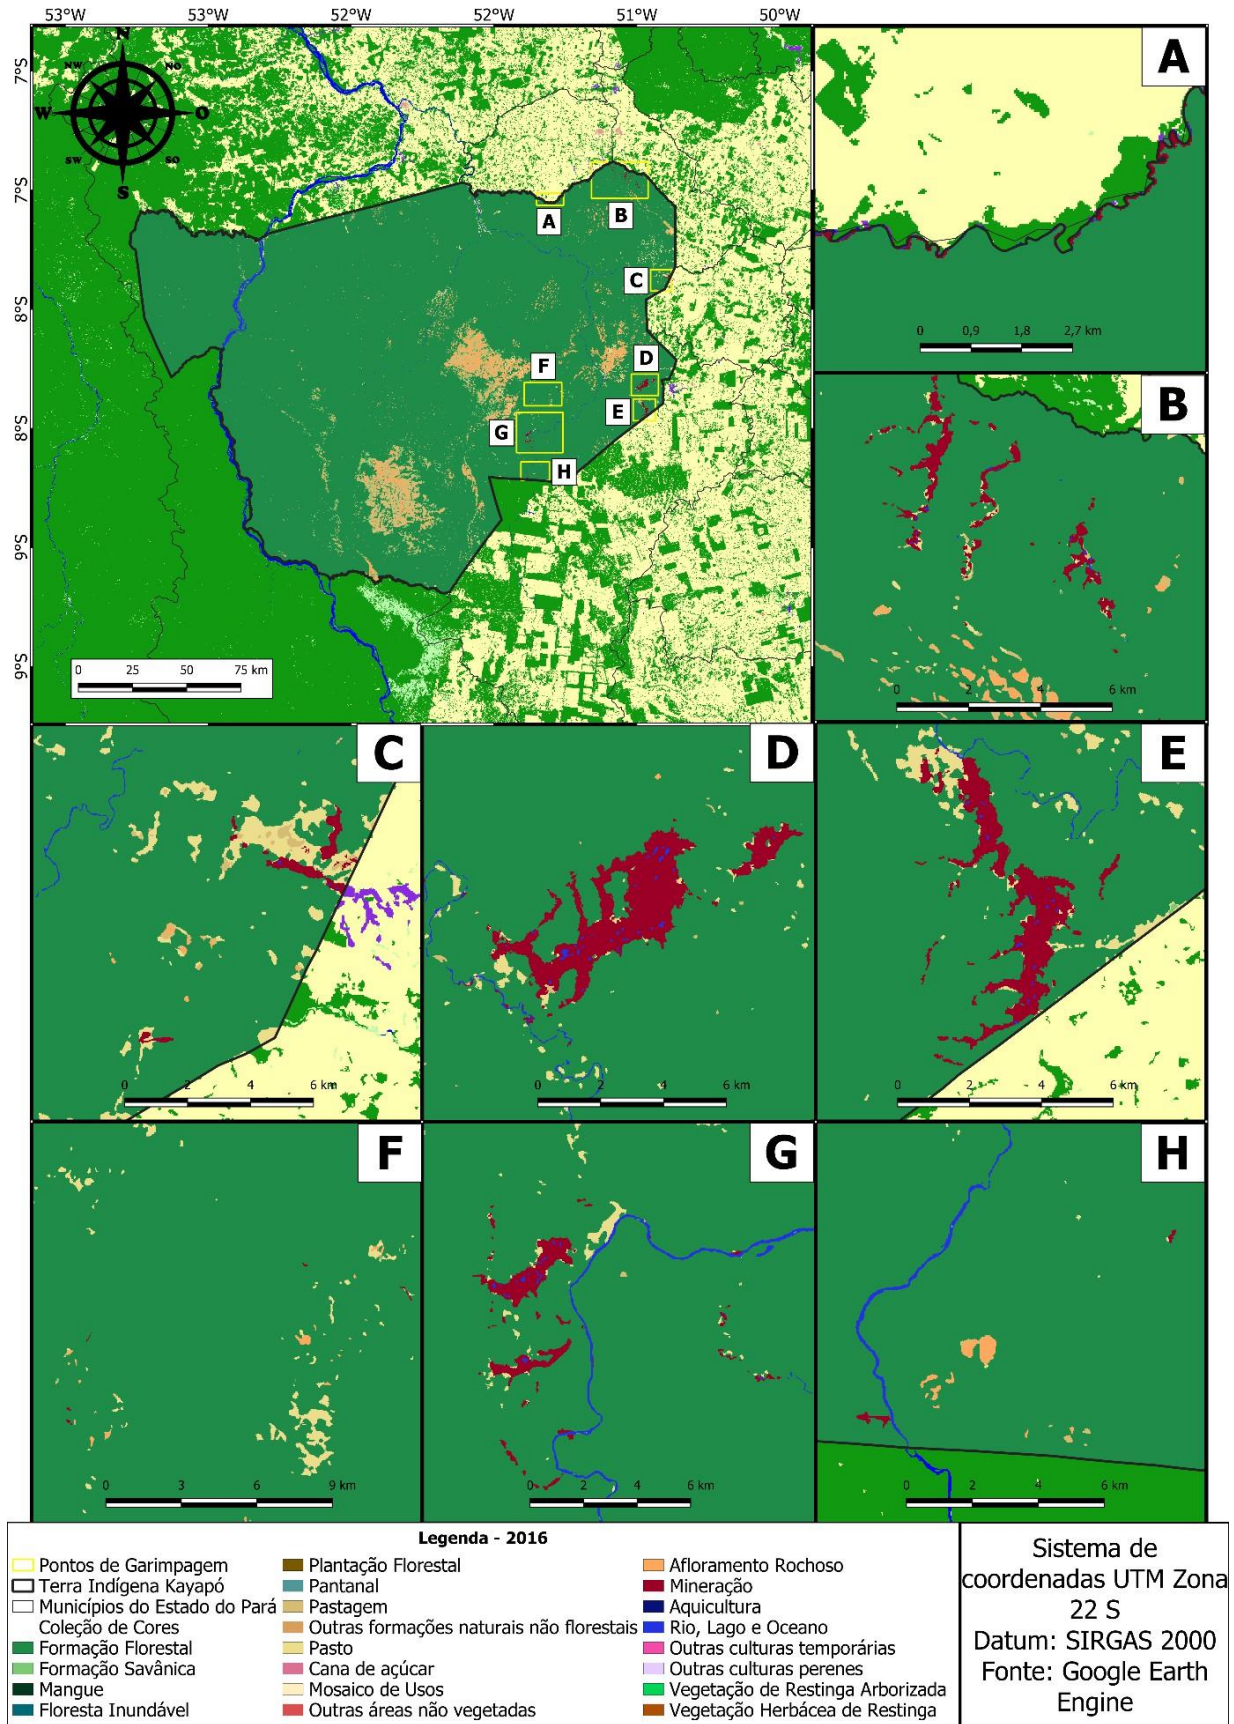 53°W 53°W 52°W 52°W 51°W 50°W
N
NW NO
W O
SW SO
S
7°S
7°S
8°S
8°S
9°S
9°S
A
B
C
D
E
F
G
H
0 25 50 75 km
A
0 0,9 1,8 2,7 km
B
0 2 4 6 km
C
0 2 4 6 km
D
0 2 4 6 km
E
0 2 4 6 km
F
0 3 6 9 km
G
0 2 4 6 km
H
0 2 4 6 km
Legenda - 2016
Pontos de Garimpagem
Terra Indígena Kayapó
Municípios do Estado do Pará
Coleção de Cores
Formação Florestal
Formação Savânica
Mangue
Floresta Inundável
Plantação Florestal
Pantanal
Pastagem
Outras formações naturais não florestais
Pasto
Cana de açúcar
Mosaico de Usos
Outras áreas não vegetadas
Afloramento Rochoso
Mineração
Aquicultura
Rio, Lago e Oceano
Outras culturas temporárias
Outras culturas perenes
Vegetação de Restinga Arborizada
Vegetação Herbácea de Restinga
Sistema de
coordenadas UTM Zona
22 S
Datum: SIRGAS 2000
Fonte: Google Earth
Engine